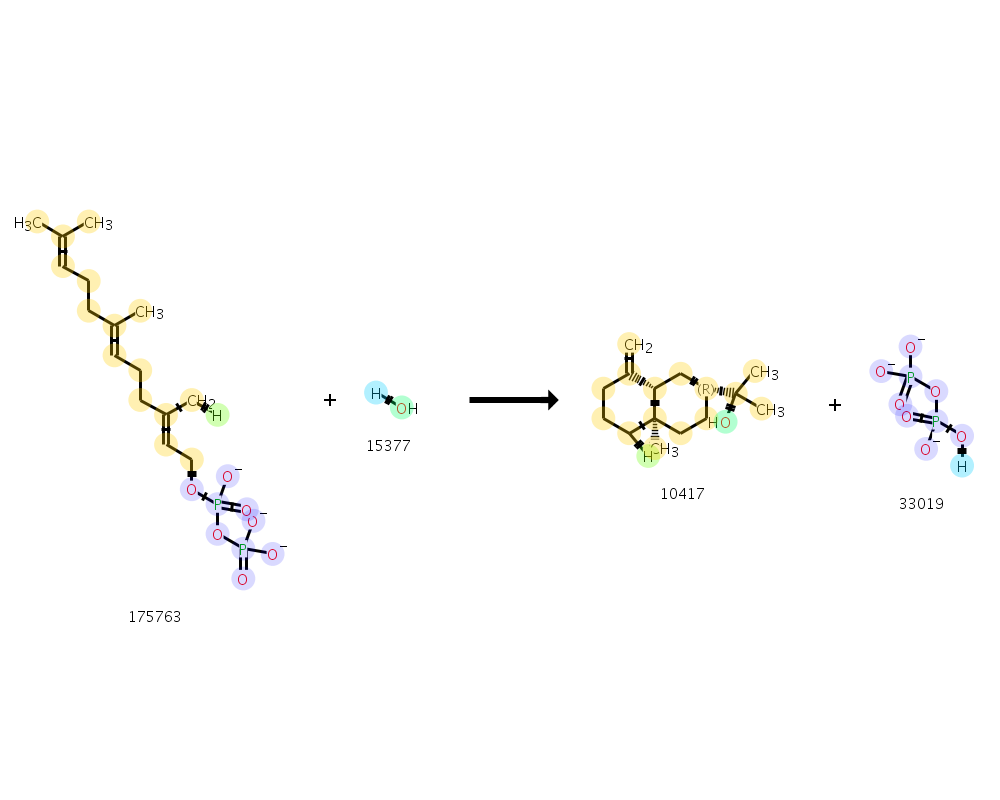 H3C CH3
CH3
CH2
H
O
O−
P O
O−
O P O−
O
175763
+
H
OH
15377
CH2
(R)
CH3
CH3
HO
H CH3
10417
+
O−
O− P O
O
O P O
O−
H
33019